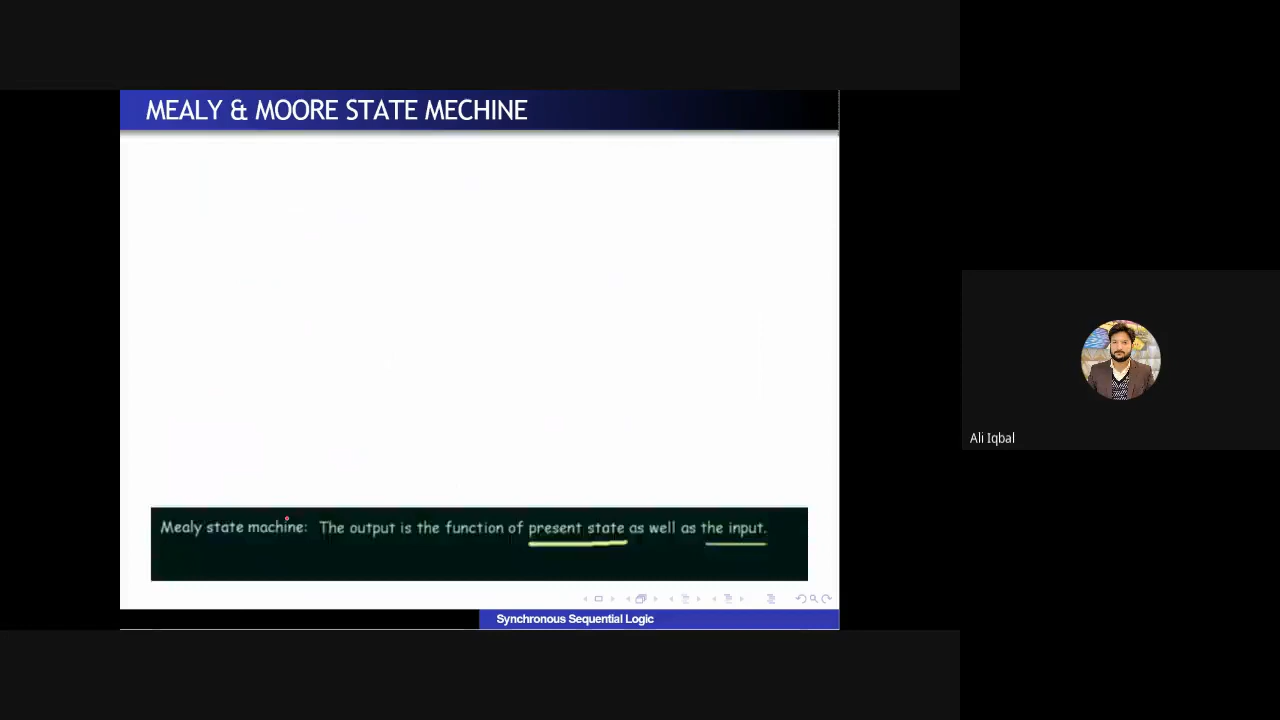 MEALY & MOORE STATE MECHINE
Mealy state machine: The output is the function of present state as well as the input.
Synchronous Sequential Logic
Ali Iqbal